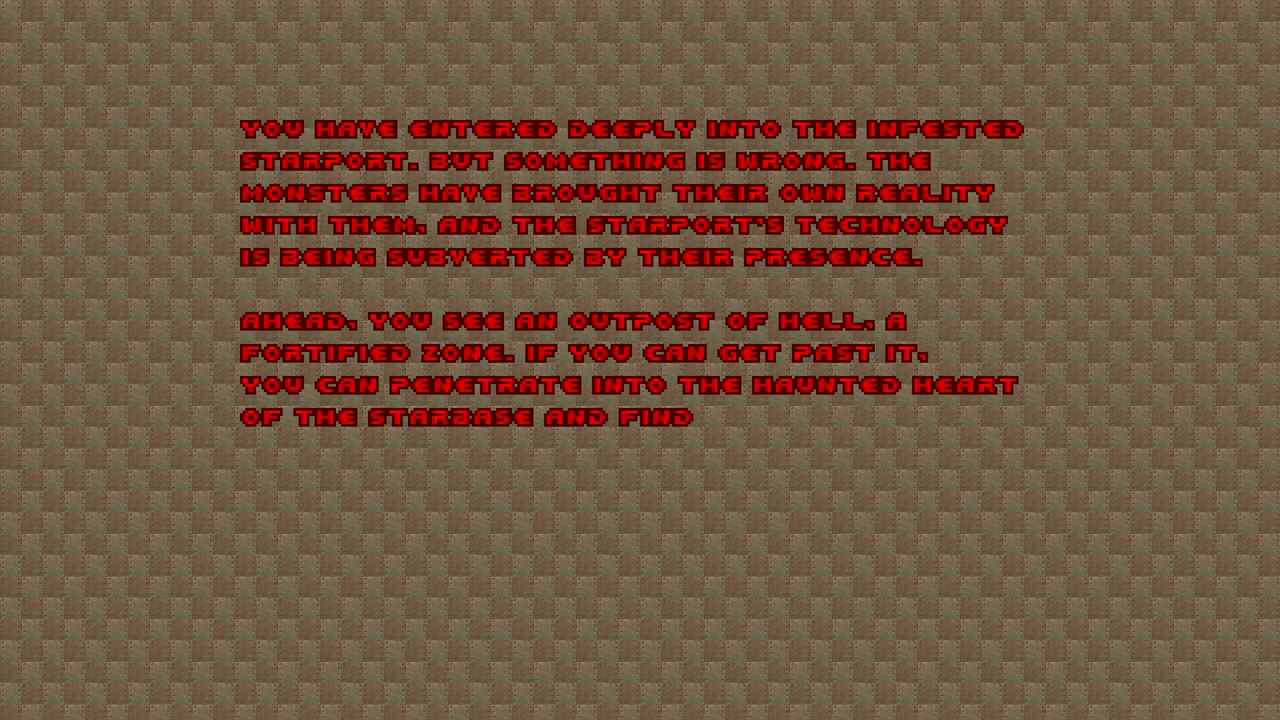 YOU HAVE ENTERED DEEPLY INTO THE INFESTED
STARPORT. BUT SOMETHING IS WRONG. THE
MONSTERS HAVE BROUGHT THEIR OWN REALITY
WITH THEM, AND THE STARPORT'S TECHNOLOGY
IS BEING SUBVERTED BY THEIR PRESENCE.
AHEAD, YOU SEE AN OUTPOST OF HELL, A
FORTIFIED ZONE. IF YOU CAN GET PAST IT,
YOU CAN PENETRATE INTO THE HAUNTED HEART
OF THE STARBASE AND FIND